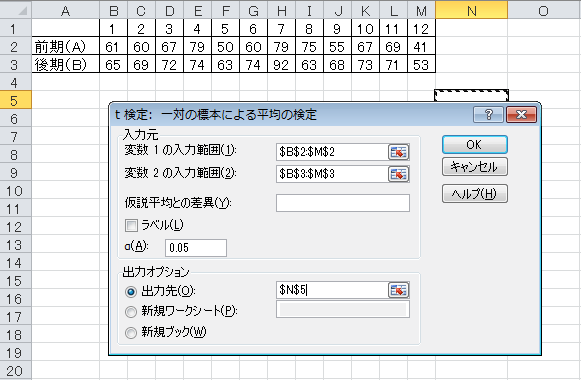 A B C D E F G H I J K L M N O
1 1 2 3 4 5 6 7 8 9 10 11 12
2 前期(A) 61 60 67 79 50 60 79 75 55 67 69 41
3 後期(B) 65 69 72 74 63 74 92 63 68 73 71 53
4
5
6
7
8
9
10
11
12
13
14
15
16
17
18
19
20
t 検定: 一対の標本による平均の検定
入力元
変数 1 の入力範囲(1): $B$2:$M$2
変数 2 の入力範囲(2): $B$3:$M$3
仮説平均との差異(Y):
ラベル(L)
α(A): 0.05
出力オプション
出力先(O): $N$5
新規ワークシート(P):
新規ブック(W)
OK
キャンセル
ヘルプ(H)